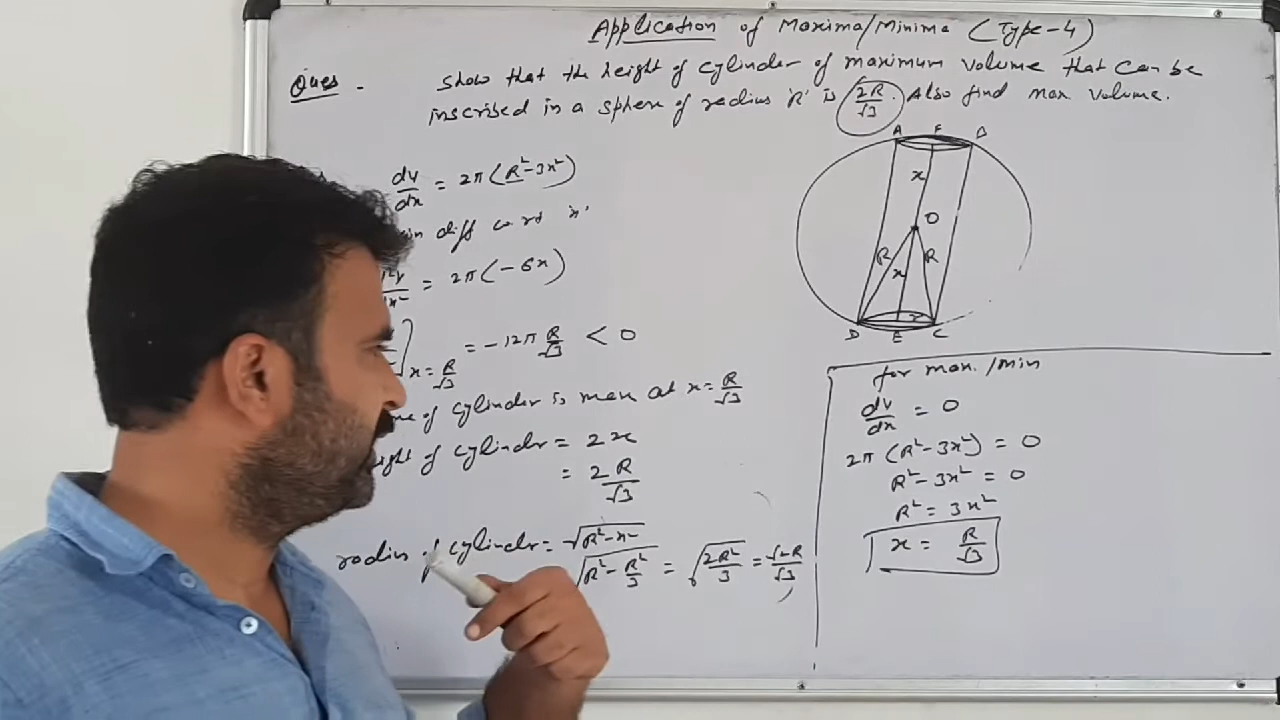 Application of Maxima/Minima (Type-4)
Ques - Show that the height of cylinder of maximum volume that can be
inscribed in a sphere of radius 'R' is 2R/√3. Also find max. volume.
A F B
x
O
R x R
r
D E C
dv/dx = 2π(R²-3x²)
diff w.r.t 'x'
= 2π(-6x)
]x=R/√3 = -12π R/√3 < 0
of cylinder is max at x = R/√3
of cylinder = 2x
= 2R/√3
radius of cylinder = √R²-x²
√R²-R²/3 = √2R²/3 = √2R/√3
for max./min
dv/dx = 0
2π(R²-3x²) = 0
R²-3x² = 0
R² = 3x²
x = R/√3